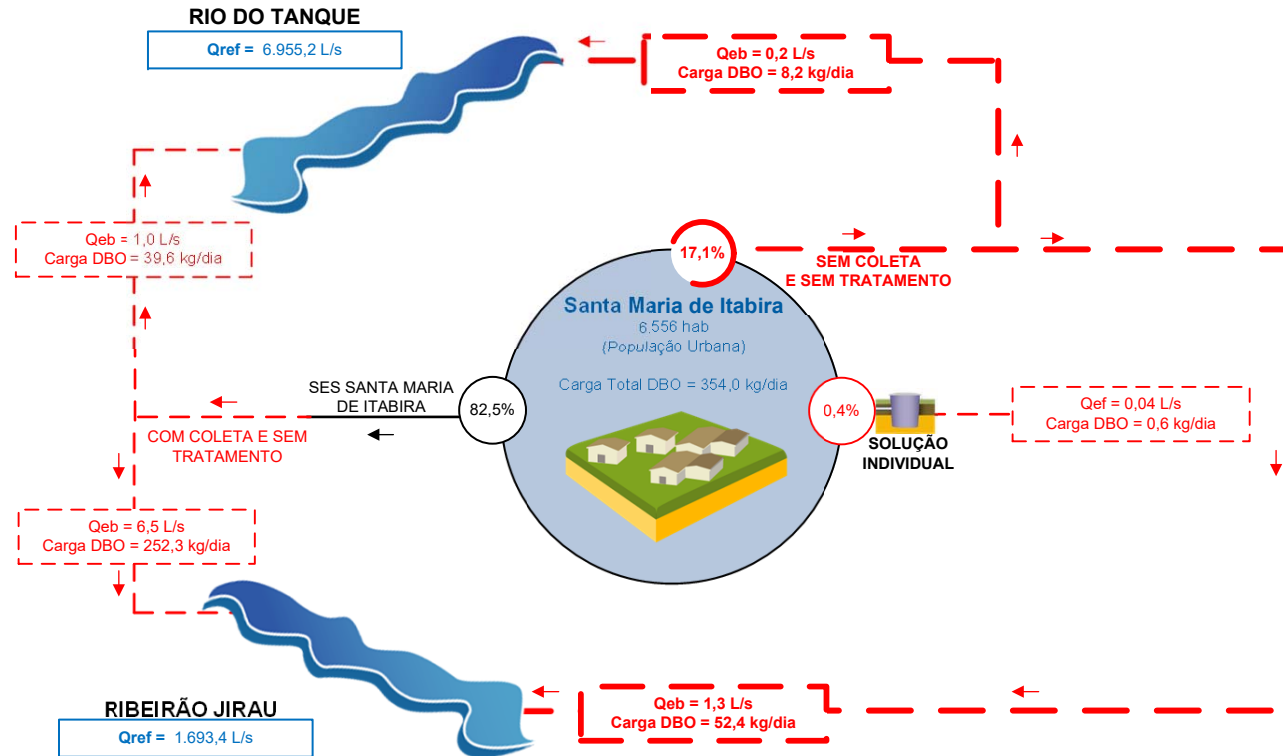 RIO DO TANQUE
Qref = 6.955,2 L/s
Qeb = 0,2 L/s
Carga DBO = 8,2 kg/dia
Qeb = 1,0 L/s
Carga DBO = 39,6 kg/dia
17,1%
SEM COLETA
E SEM TRATAMENTO
Santa Maria de Itabira
6.556 hab
(População Urbana)
Carga Total DBO = 354,0 kg/dia
SES SANTA MARIA
DE ITABIRA
82,5%
COM COLETA E SEM
TRATAMENTO
0,4%
SOLUÇÃO
INDIVIDUAL
Qef = 0,04 L/s
Carga DBO = 0,6 kg/dia
Qeb = 6,5 L/s
Carga DBO = 252,3 kg/dia
RIBEIRÃO JIRAU
Qref = 1.693,4 L/s
Qeb = 1,3 L/s
Carga DBO = 52,4 kg/dia